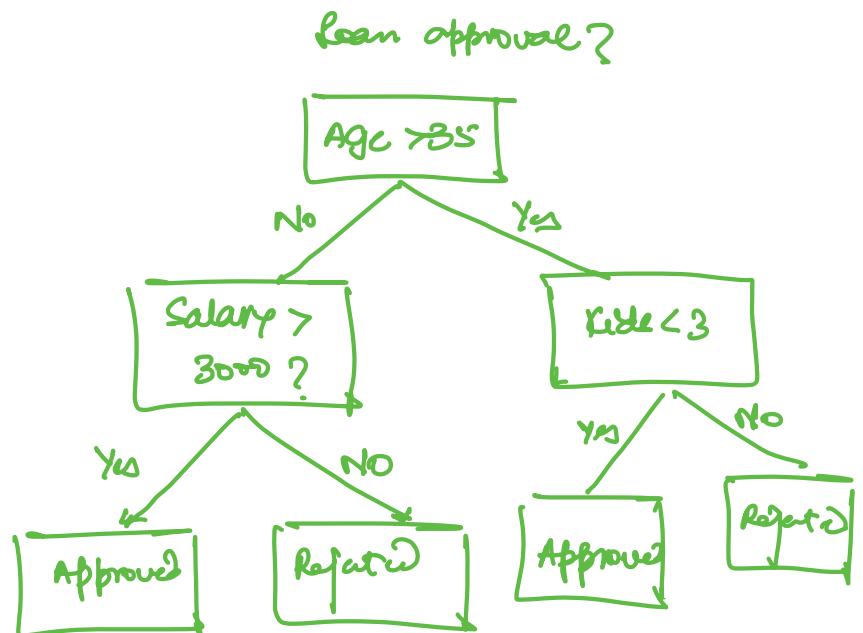 Loan approval?
Age >35
No
Yes
Salary >
3000 ?
Kids < 3
Yes
NO
Yes
No
Approved
Rejected
Approved
Rejected